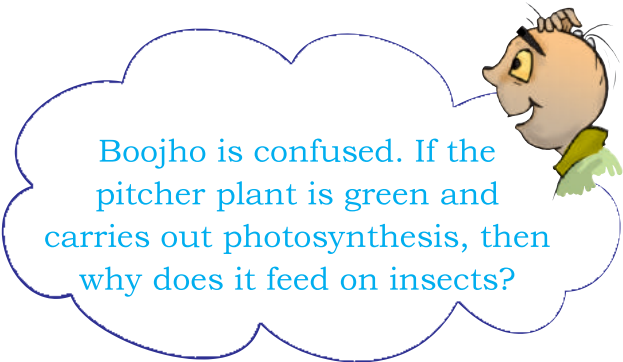 Boojho is confused. If the
pitcher plant is green and
carries out photosynthesis, then
why does it feed on insects?